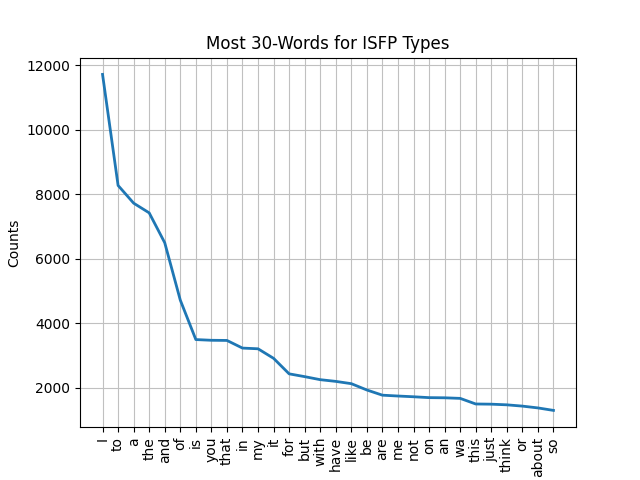 Most 30-Words for ISFP Types
Counts
12000
10000
8000
6000
4000
2000
I
to
a
the
and
of
is
you
that
in
my
it
for
but
with
have
like
be
are
me
not
on
an
wa
this
just
think
or
about
so